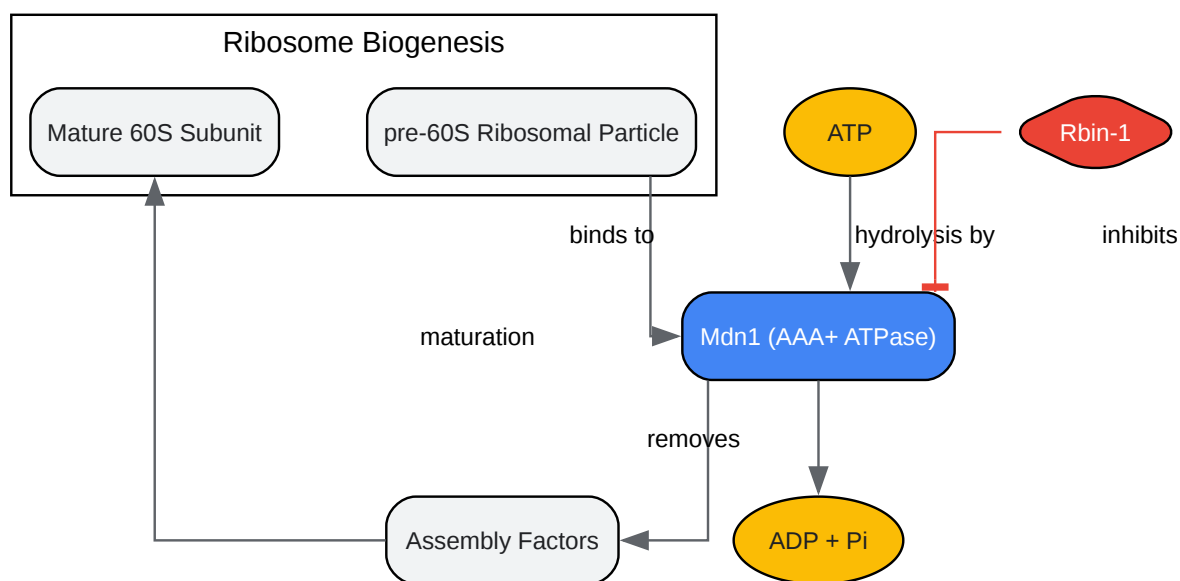 Ribosome Biogenesis
Mature 60S Subunit
pre-60S Ribosomal Particle
ATP
Rbin-1
binds to
hydrolysis by
inhibits
maturation
Mdn1 (AAA+ ATPase)
removes
Assembly Factors
ADP + Pi